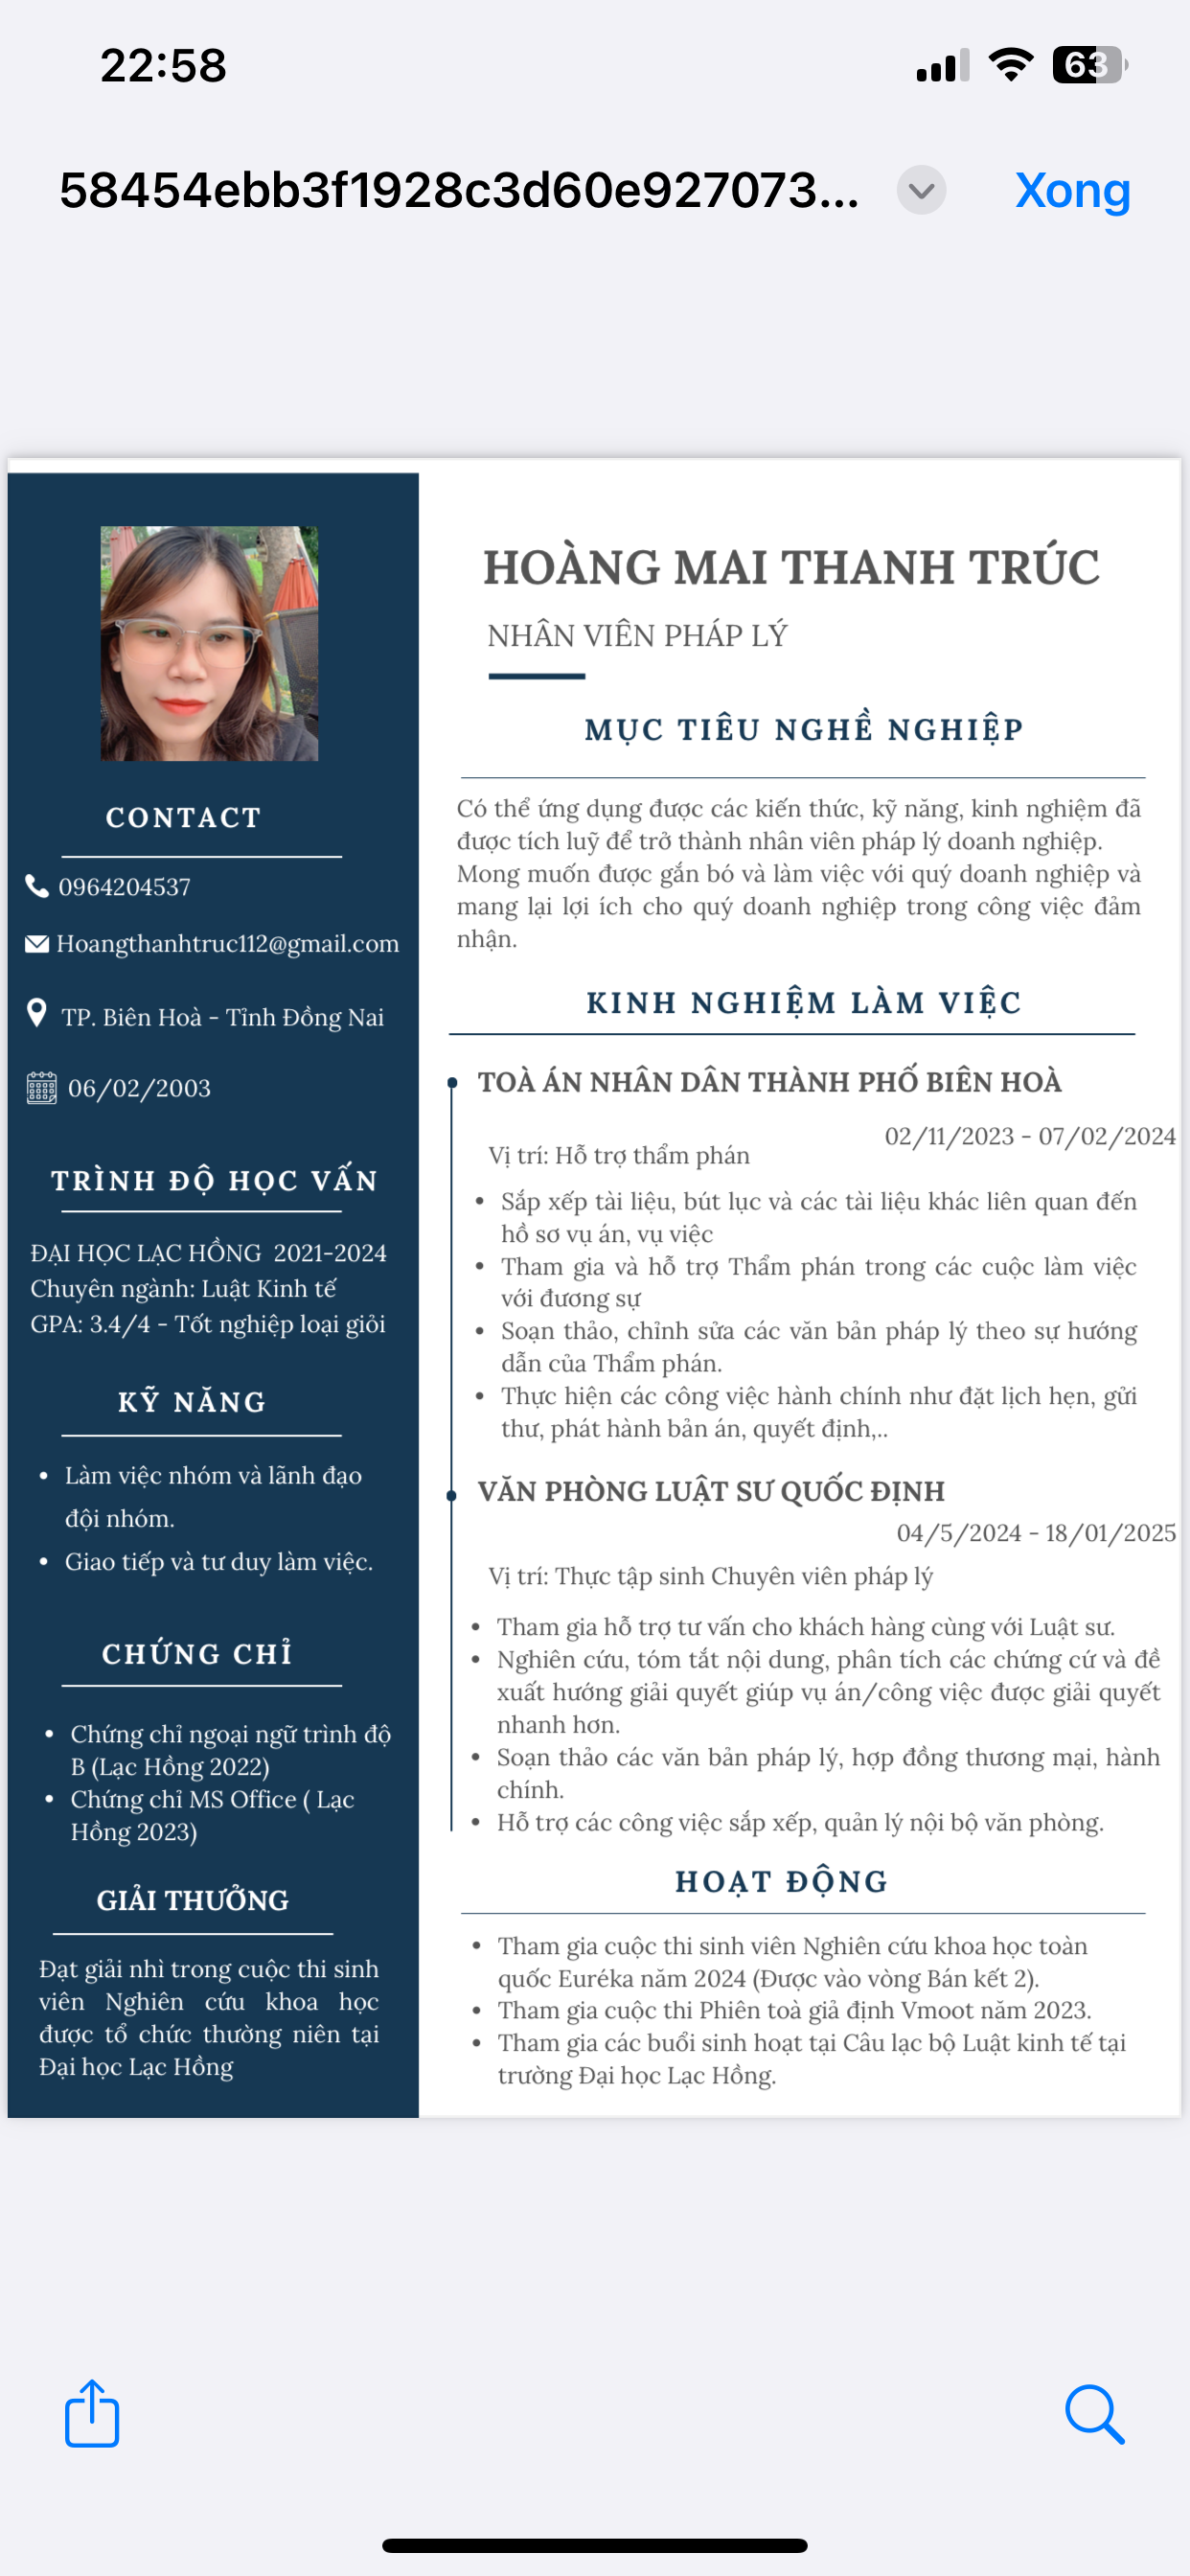 22:58
63
58454ebb3f1928c3d60e927073...
Xong
CONTACT
0964204537
Hoangthanhtruc112@gmail.com
TP. Biên Hoà - Tỉnh Đồng Nai
06/02/2003
TRÌNH ĐỘ HỌC VẤN
ĐẠI HỌC LẠC HỒNG 2021-2024
Chuyên ngành: Luật Kinh tế
GPA: 3.4/4 - Tốt nghiệp loại giỏi
KỸ NĂNG
• Làm việc nhóm và lãnh đạo
đội nhóm.
• Giao tiếp và tư duy làm việc.
CHỨNG CHỈ
• Chứng chỉ ngoại ngữ trình độ
B (Lạc Hồng 2022)
• Chứng chỉ MS Office ( Lạc
Hồng 2023)
GIẢI THƯỞNG
Đạt giải nhì trong cuộc thi sinh
viên Nghiên cứu khoa học
được tổ chức thường niên tại
Đại học Lạc Hồng
HOÀNG MAI THANH TRÚC
NHÂN VIÊN PHÁP LÝ
MỤC TIÊU NGHỀ NGHIỆP
Có thể ứng dụng được các kiến thức, kỹ năng, kinh nghiệm đã
được tích luỹ để trở thành nhân viên pháp lý doanh nghiệp.
Mong muốn được gắn bó và làm việc với quý doanh nghiệp và
mang lại lợi ích cho quý doanh nghiệp trong công việc đảm
nhận.
KINH NGHIỆM LÀM VIỆC
TOÀ ÁN NHÂN DÂN THÀNH PHỐ BIÊN HOÀ
02/11/2023 - 07/02/2024
Vị trí: Hỗ trợ thẩm phán
• Sắp xếp tài liệu, bút lục và các tài liệu khác liên quan đến
hồ sơ vụ án, vụ việc
• Tham gia và hỗ trợ Thẩm phán trong các cuộc làm việc
với đương sự
• Soạn thảo, chỉnh sửa các văn bản pháp lý theo sự hướng
dẫn của Thẩm phán.
• Thực hiện các công việc hành chính như đặt lịch hẹn, gửi
thư, phát hành bản án, quyết định,..
VĂN PHÒNG LUẬT SƯ QUỐC ĐỊNH
04/5/2024 - 18/01/2025
Vị trí: Thực tập sinh Chuyên viên pháp lý
• Tham gia hỗ trợ tư vấn cho khách hàng cùng với Luật sư.
• Nghiên cứu, tóm tắt nội dung, phân tích các chứng cứ và đề
xuất hướng giải quyết giúp vụ án/công việc được giải quyết
nhanh hơn.
• Soạn thảo các văn bản pháp lý, hợp đồng thương mại, hành
chính.
• Hỗ trợ các công việc sắp xếp, quản lý nội bộ văn phòng.
HOẠT ĐỘNG
• Tham gia cuộc thi sinh viên Nghiên cứu khoa học toàn
quốc Euréka năm 2024 (Được vào vòng Bán kết 2).
• Tham gia cuộc thi Phiên toà giả định Vmoot năm 2023.
• Tham gia các buổi sinh hoạt tại Câu lạc bộ Luật kinh tế tại
trường Đại học Lạc Hồng.